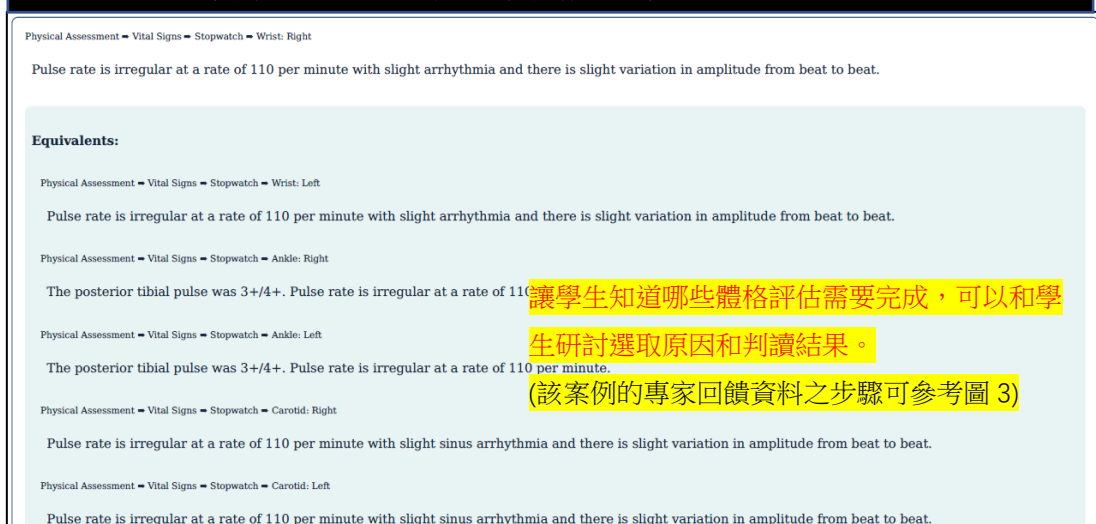 Physical Assessment ➡ Vital Signs ➡ Stopwatch ➡ Wrist: Right
Pulse rate is irregular at a rate of 110 per minute with slight arrhythmia and there is slight variation in amplitude from beat to beat.
Equivalents:
Physical Assessment ➡ Vital Signs ➡ Stopwatch ➡ Wrist: Left
Pulse rate is irregular at a rate of 110 per minute with slight arrhythmia and there is slight variation in amplitude from beat to beat.
Physical Assessment ➡ Vital Signs ➡ Stopwatch ➡ Ankle: Right
The posterior tibial pulse was 3+/4+. Pulse rate is irregular at a rate of 110
讓學生知道哪些體格評估需要完成，可以和學
Physical Assessment ➡ Vital Signs ➡ Stopwatch ➡ Ankle: Left
生研討選取原因和判讀結果。
The posterior tibial pulse was 3+/4+. Pulse rate is irregular at a rate of 110 per minute.
(該案例的專家回饋資料之步驟可參考圖 3)
Physical Assessment ➡ Vital Signs ➡ Stopwatch ➡ Carotid: Right
Pulse rate is irregular at a rate of 110 per minute with slight sinus arrhythmia and there is slight variation in amplitude from beat to beat.
Physical Assessment ➡ Vital Signs ➡ Stopwatch ➡ Carotid: Left
Pulse rate is irregular at a rate of 110 per minute with slight sinus arrhythmia and there is slight variation in amplitude from beat to beat.